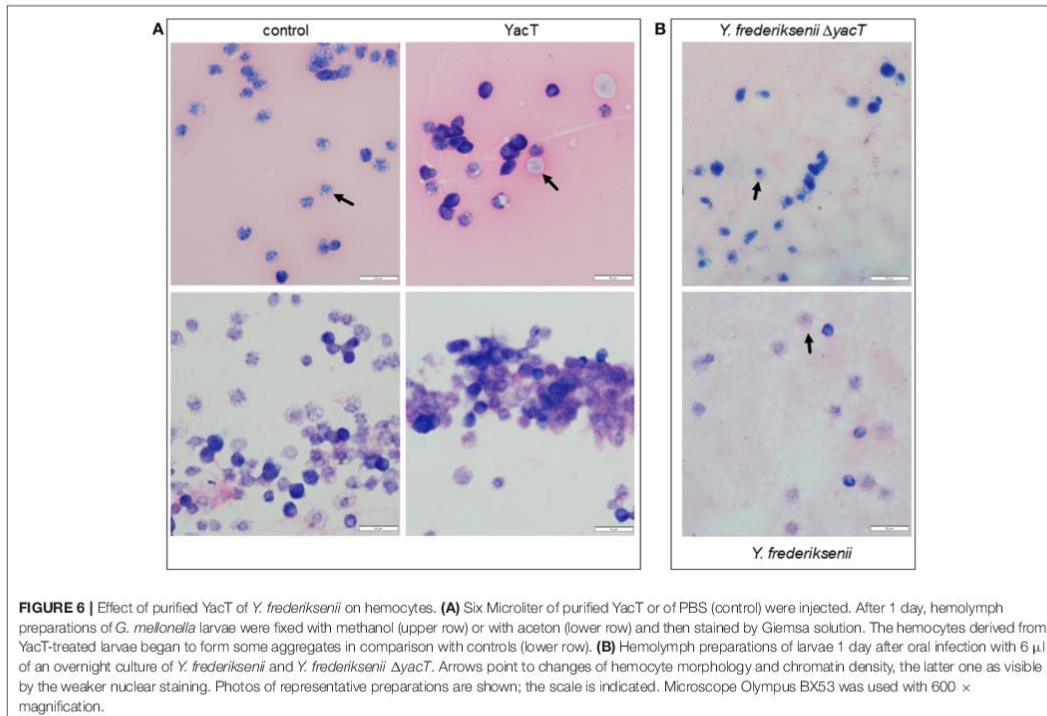 A
control
YacT
B
Y. frederiksenii ΔyacT
Y. frederiksenii
FIGURE 6 | Effect of purified YacT of Y. frederiksenii on hemocytes. (A) Six Microliter of purified YacT or of PBS (control) were injected. After 1 day, hemolymph
preparations of G. mellonella larvae were fixed with methanol (upper row) or with aceton (lower row) and then stained by Giemsa solution. The hemocytes derived from
YacT-treated larvae began to form some aggregates in comparison with controls (lower row). (B) Hemolymph preparations of larvae 1 day after oral infection with 6 μl
of an overnight culture of Y. frederiksenii and Y. frederiksenii ΔyacT. Arrows point to changes of hemocyte morphology and chromatin density, the latter one as visible
by the weaker nuclear staining. Photos of representative preparations are shown; the scale is indicated. Microscope Olympus BX53 was used with 600 ×
magnification.